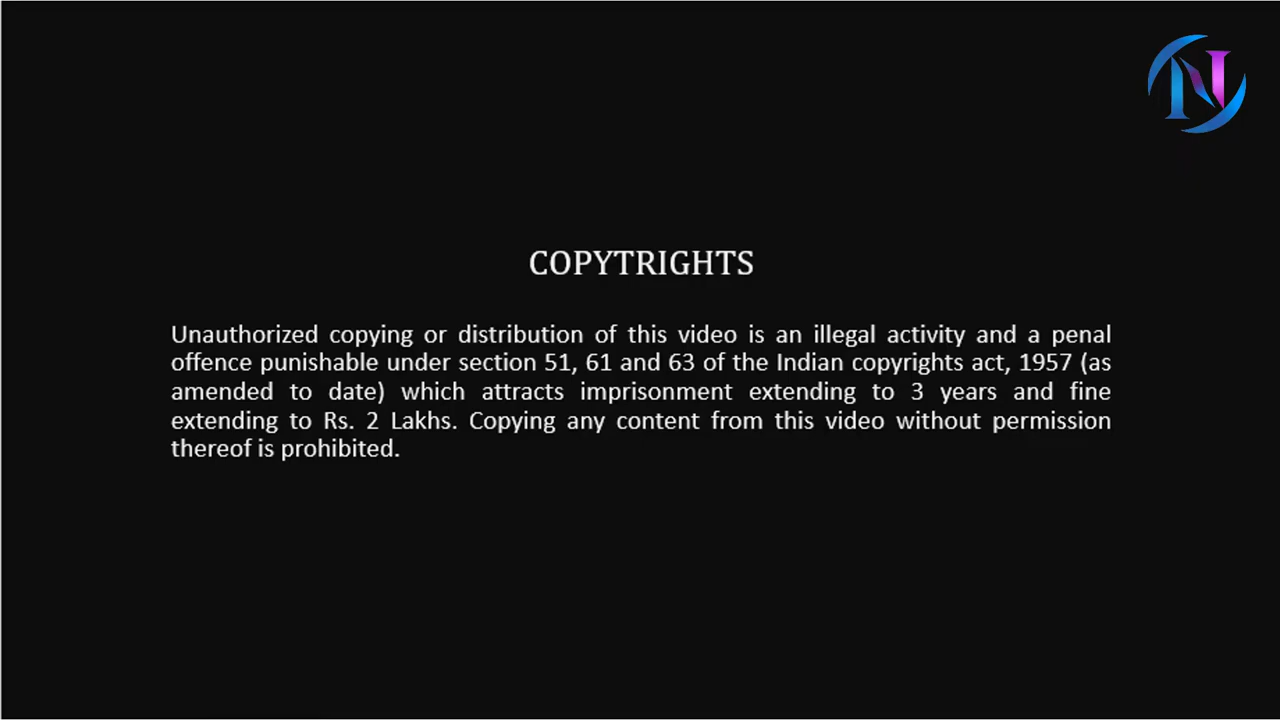 COPYTRIGHTS
Unauthorized copying or distribution of this video is an illegal activity and a penal
offence punishable under section 51, 61 and 63 of the Indian copyrights act, 1957 (as
amended to date) which attracts imprisonment extending to 3 years and fine
extending to Rs. 2 Lakhs. Copying any content from this video without permission
thereof is prohibited.